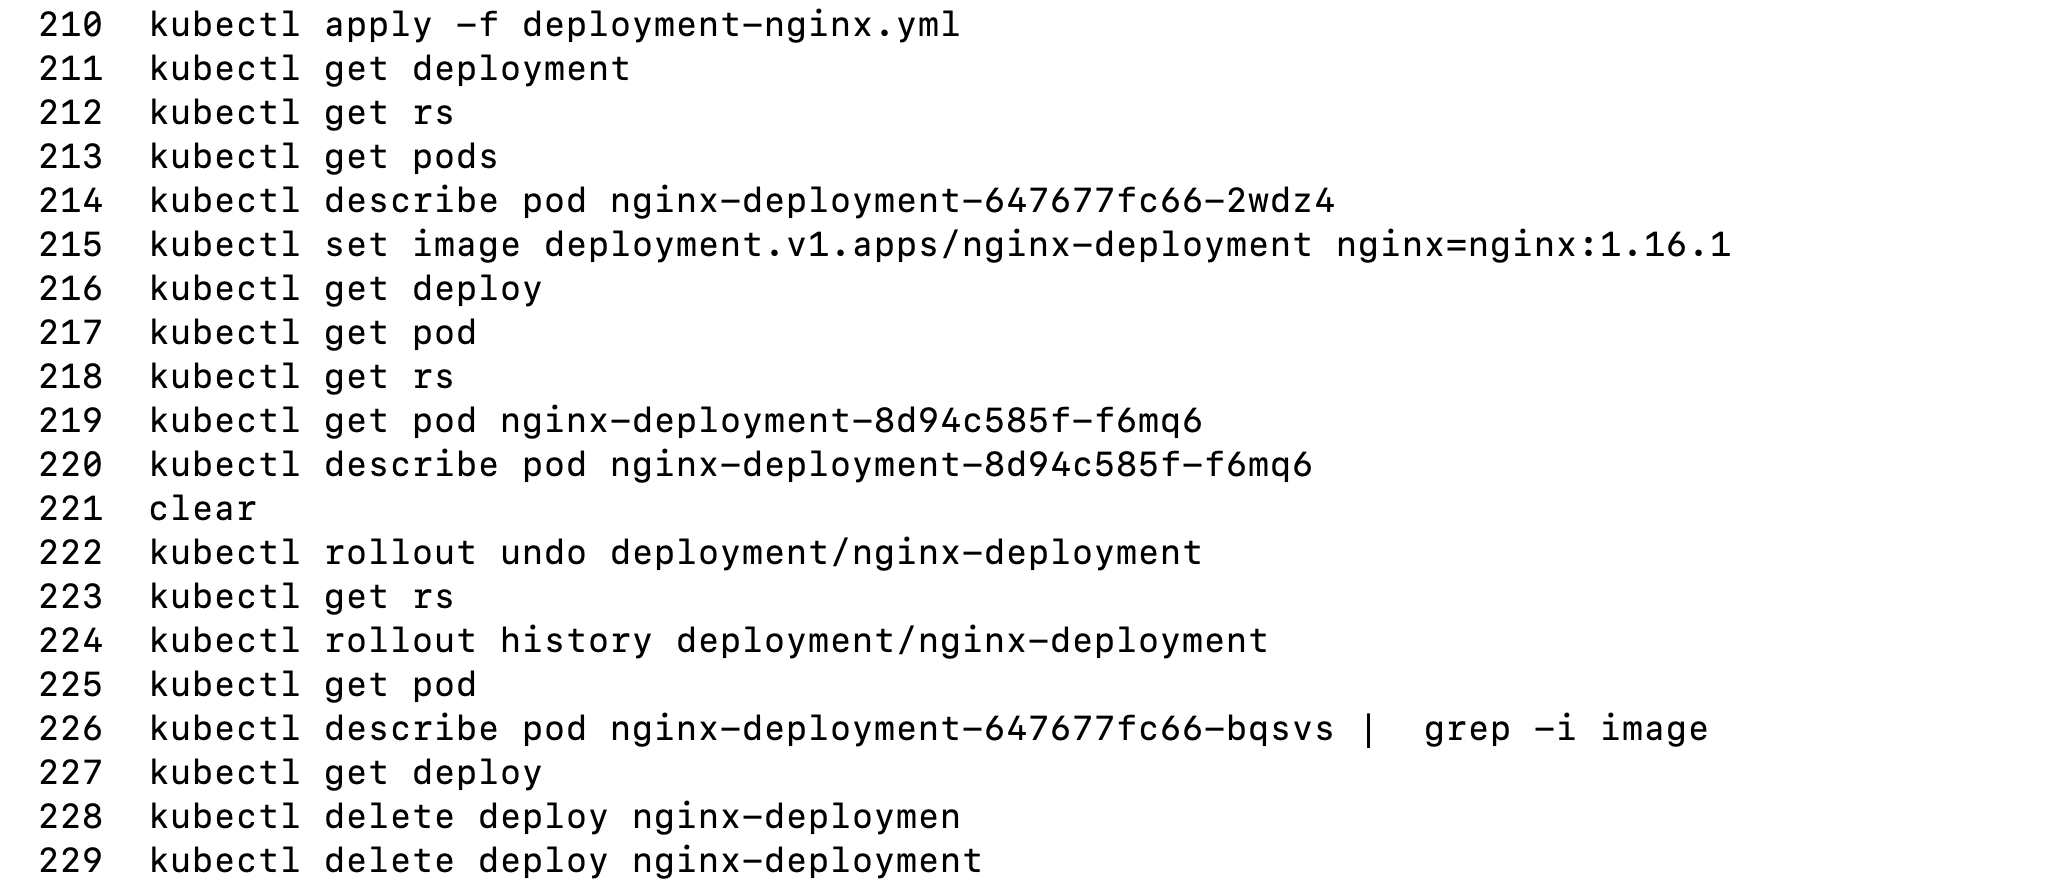 210 kubectl apply -f deployment-nginx.yml
211 kubectl get deployment
212 kubectl get rs
213 kubectl get pods
214 kubectl describe pod nginx-deployment-647677fc66-2wdz4
215 kubectl set image deployment.v1.apps/nginx-deployment nginx=nginx:1.16.1
216 kubectl get deploy
217 kubectl get pod
218 kubectl get rs
219 kubectl get pod nginx-deployment-8d94c585f-f6mq6
220 kubectl describe pod nginx-deployment-8d94c585f-f6mq6
221 clear
222 kubectl rollout undo deployment/nginx-deployment
223 kubectl get rs
224 kubectl rollout history deployment/nginx-deployment
225 kubectl get pod
226 kubectl describe pod nginx-deployment-647677fc66-bqsvs |  grep -i image
227 kubectl get deploy
228 kubectl delete deploy nginx-deploymen
229 kubectl delete deploy nginx-deployment